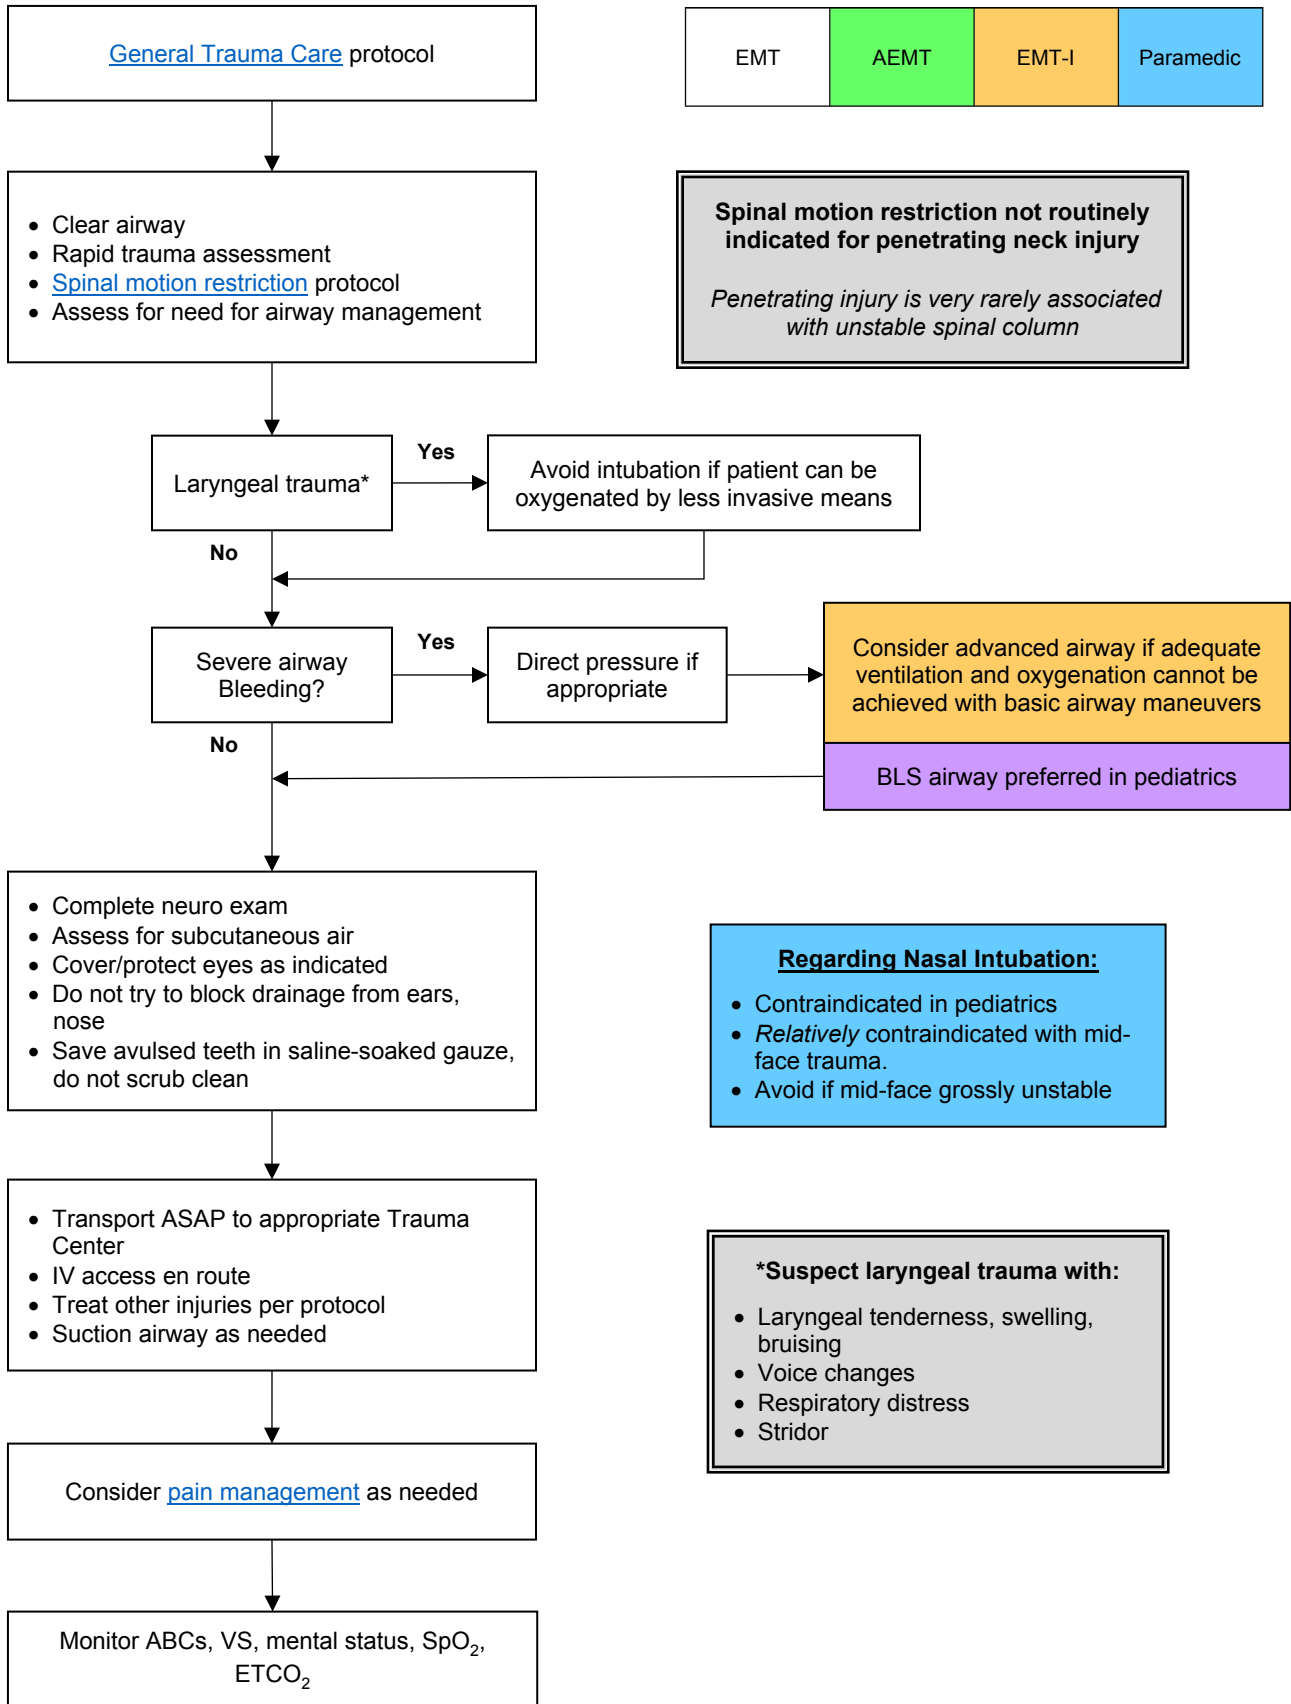 General Trauma Care protocol
EMT
AEMT
EMT-I
Paramedic
• Clear airway
• Rapid trauma assessment
• Spinal motion restriction protocol
• Assess for need for airway management
Spinal motion restriction not routinely
indicated for penetrating neck injury
Penetrating injury is very rarely associated
with unstable spinal column
Laryngeal trauma*
Yes
Avoid intubation if patient can be
oxygenated by less invasive means
No
Severe airway
Bleeding?
Yes
Direct pressure if
appropriate
Consider advanced airway if adequate
ventilation and oxygenation cannot be
achieved with basic airway maneuvers
BLS airway preferred in pediatrics
No
• Complete neuro exam
• Assess for subcutaneous air
• Cover/protect eyes as indicated
• Do not try to block drainage from ears,
nose
• Save avulsed teeth in saline-soaked gauze,
do not scrub clean
Regarding Nasal Intubation:
• Contraindicated in pediatrics
• Relatively contraindicated with mid-
face trauma.
• Avoid if mid-face grossly unstable
• Transport ASAP to appropriate Trauma
Center
• IV access en route
• Treat other injuries per protocol
• Suction airway as needed
*Suspect laryngeal trauma with:
• Laryngeal tenderness, swelling,
bruising
• Voice changes
• Respiratory distress
• Stridor
Consider pain management as needed
Monitor ABCs, VS, mental status, SpO₂,
ETCO₂